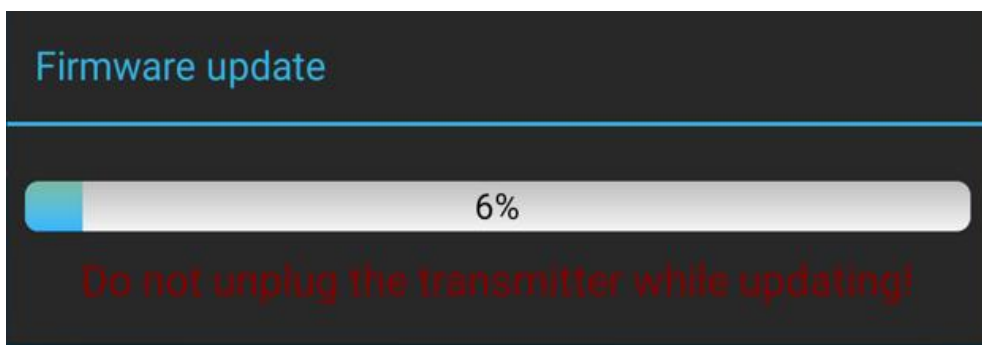 Firmware update
6%
Do not unplug the transmitter while updating!